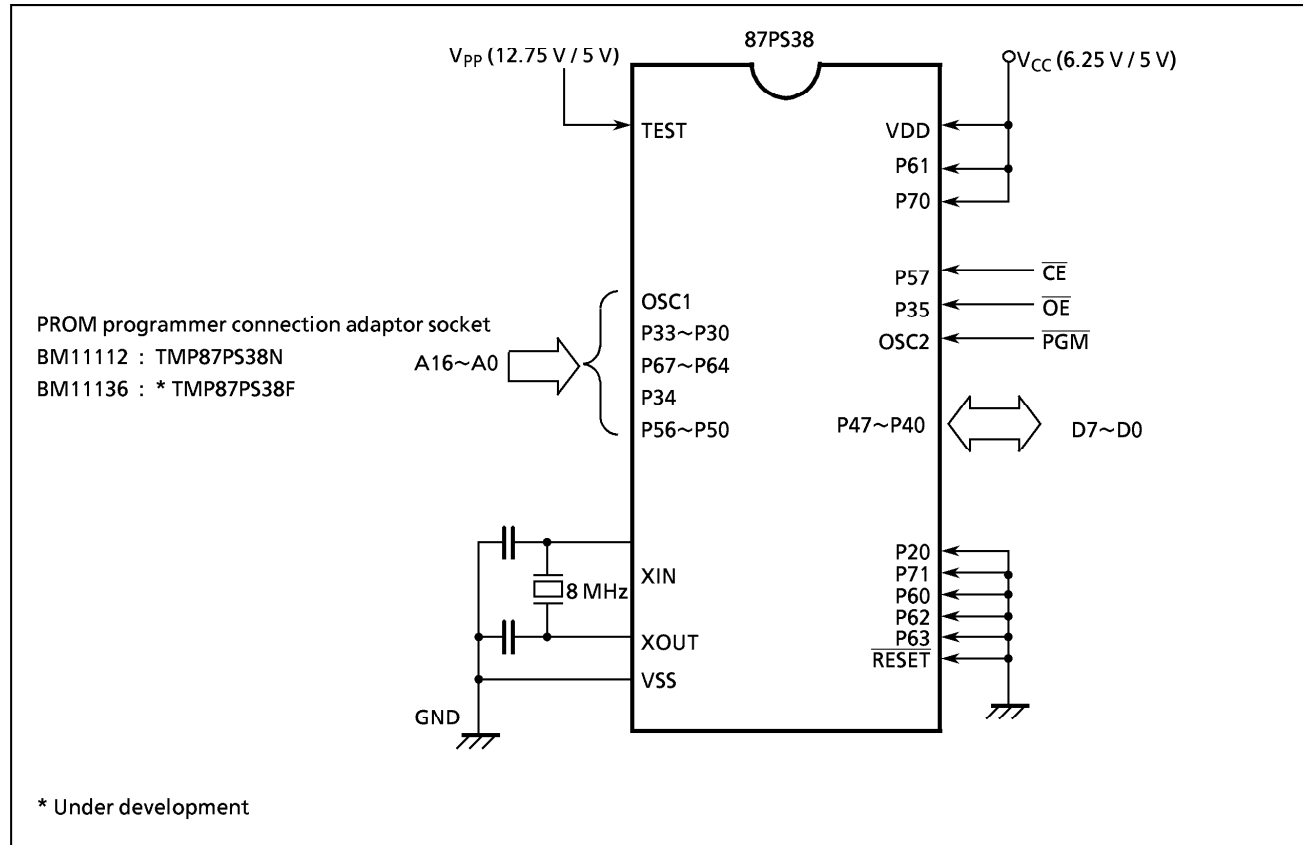 87PS38
VPP (12.75 V / 5 V)
VCC (6.25 V / 5 V)
TEST
VDD
P61
P70
P57
CE
P35
OE
OSC2
PGM
OSC1
P33~P30
P67~P64
P34
P56~P50
PROM programmer connection adaptor socket
BM11112 : TMP87PS38N
BM11136 : * TMP87PS38F
A16~A0
P47~P40
D7~D0
XIN
8 MHz
XOUT
VSS
GND
P20
P71
P60
P62
P63
RESET
* Under development